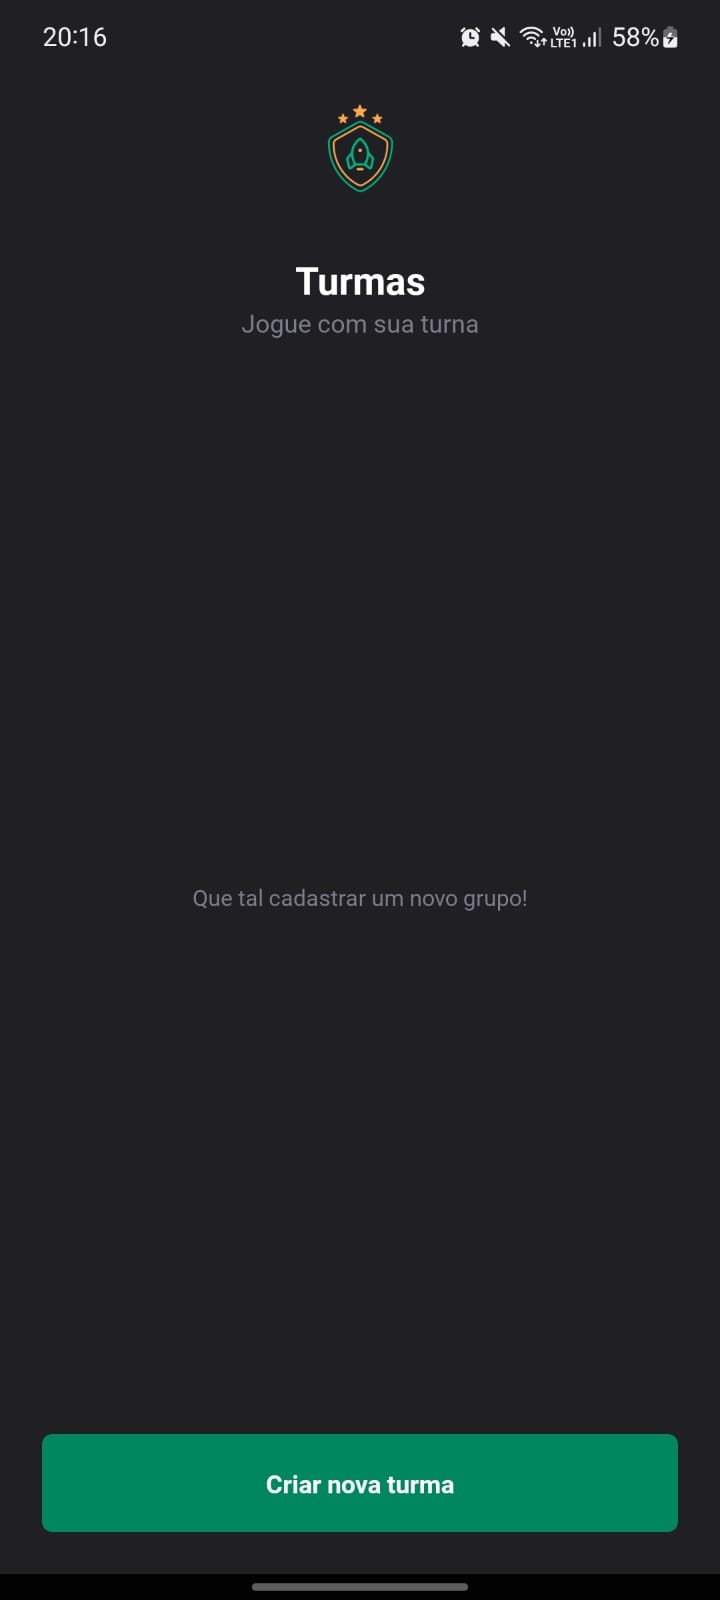 20:16
Vo))
LTE1
58%
Turmas
Jogue com sua turna
Que tal cadastrar um novo grupo!
Criar nova turma